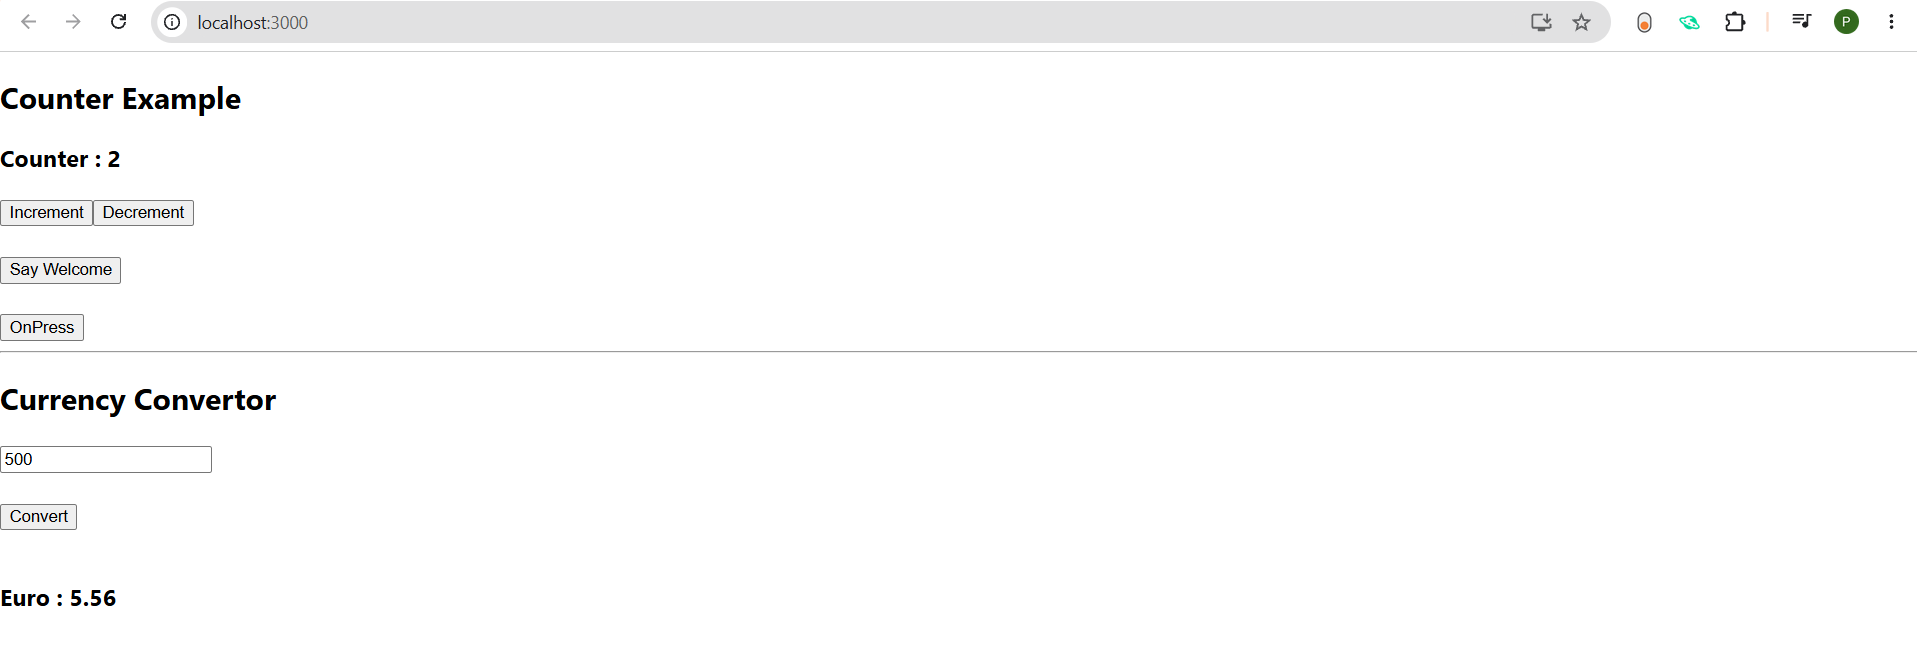 localhost:3000
P
Counter Example
Counter : 2
Increment Decrement
Say Welcome
OnPress
Currency Convertor
500
Convert
Euro : 5.56